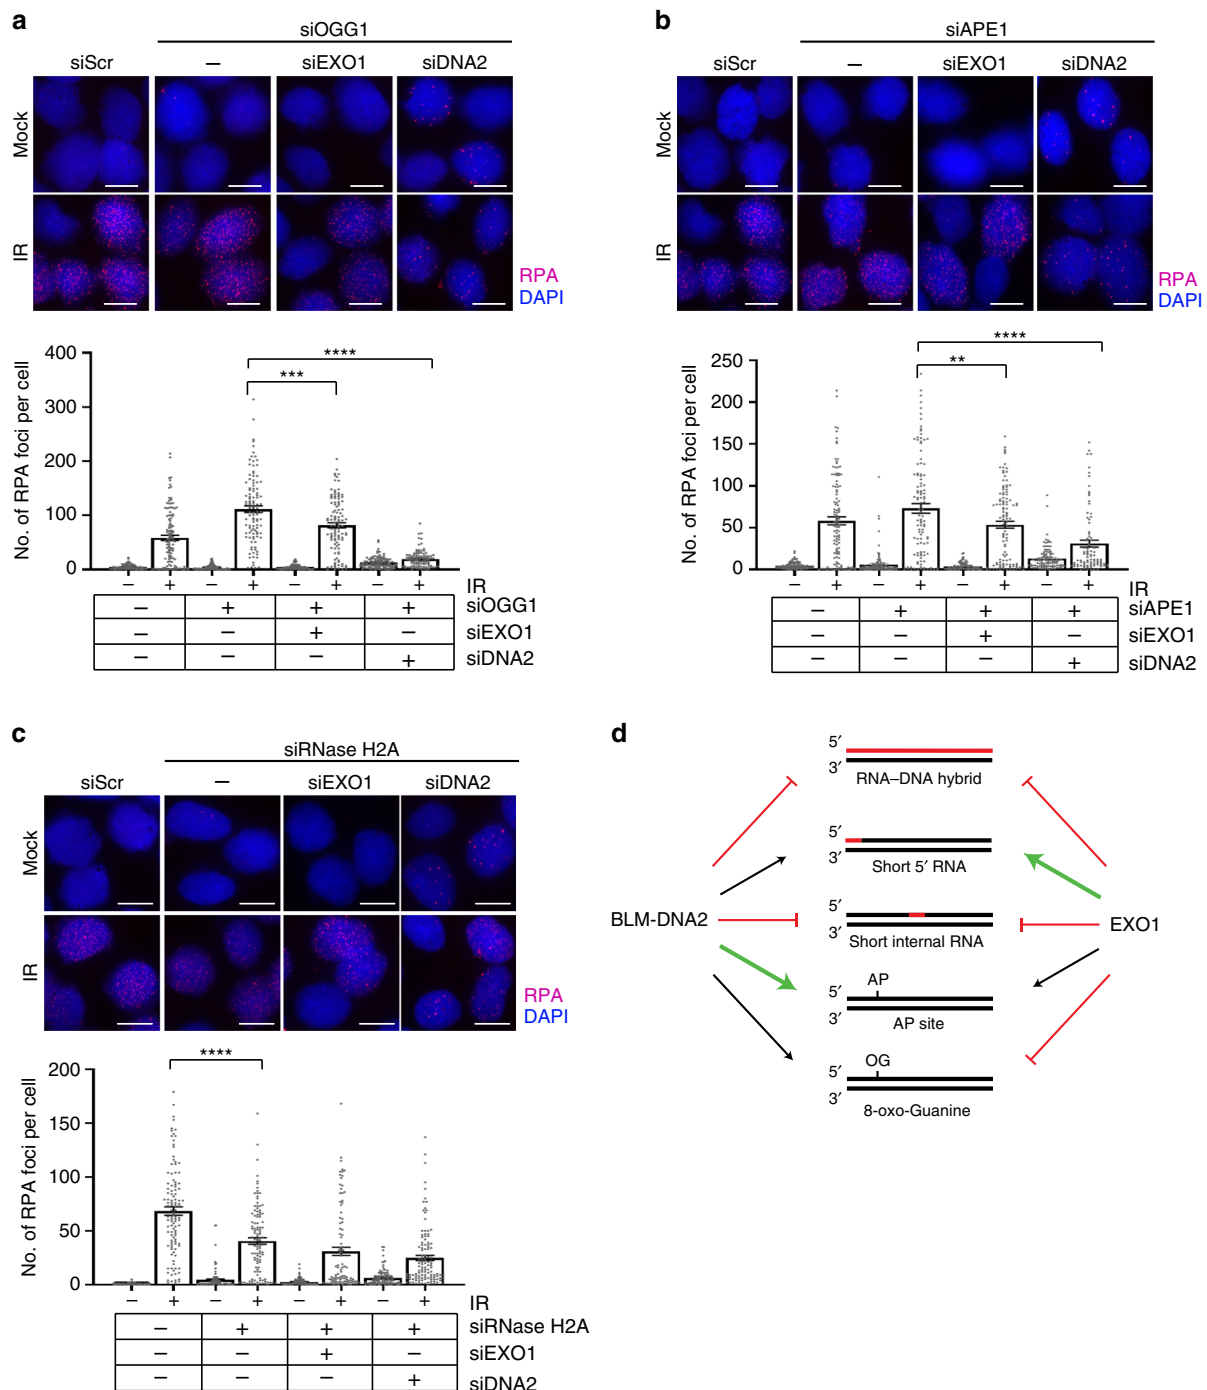 a
siOGG1
siScr – siEXO1 siDNA2
Mock
IR
RPA
DAPI
No. of RPA foci per cell
400
300
200
100
0
****
***
– + – + – + – + IR
– + + + siOGG1
– – + – siEXO1
– – – + siDNA2
b
siAPE1
siScr – siEXO1 siDNA2
Mock
IR
RPA
DAPI
No. of RPA foci per cell
250
200
150
100
50
0
****
**
– + – + – + – + IR
– + + + siAPE1
– – + – siEXO1
– – – + siDNA2
c
siRNase H2A
siScr – siEXO1 siDNA2
Mock
IR
RPA
DAPI
No. of RPA foci per cell
200
150
100
50
0
****
– + – + – + – + IR
– + + + siRNase H2A
– – + – siEXO1
– – – + siDNA2
d
BLM-DNA2
EXO1
5′
3′
RNA–DNA hybrid
5′
3′
Short 5′ RNA
5′
3′
Short internal RNA
AP
5′
3′
AP site
OG
5′
3′
8-oxo-Guanine